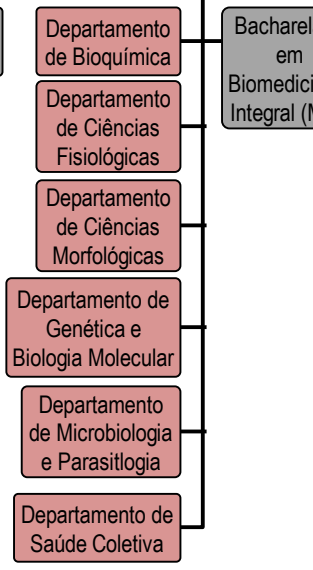 Departamento
de Bioquímica
Departamento
de Ciências
Fisiológicas
Departamento
de Ciências
Morfológicas
Departamento de
Genética e
Biologia Molecular
Departamento
de Microbiologia
e Parasitlogia
Departamento de
Saúde Coletiva
em
Integral